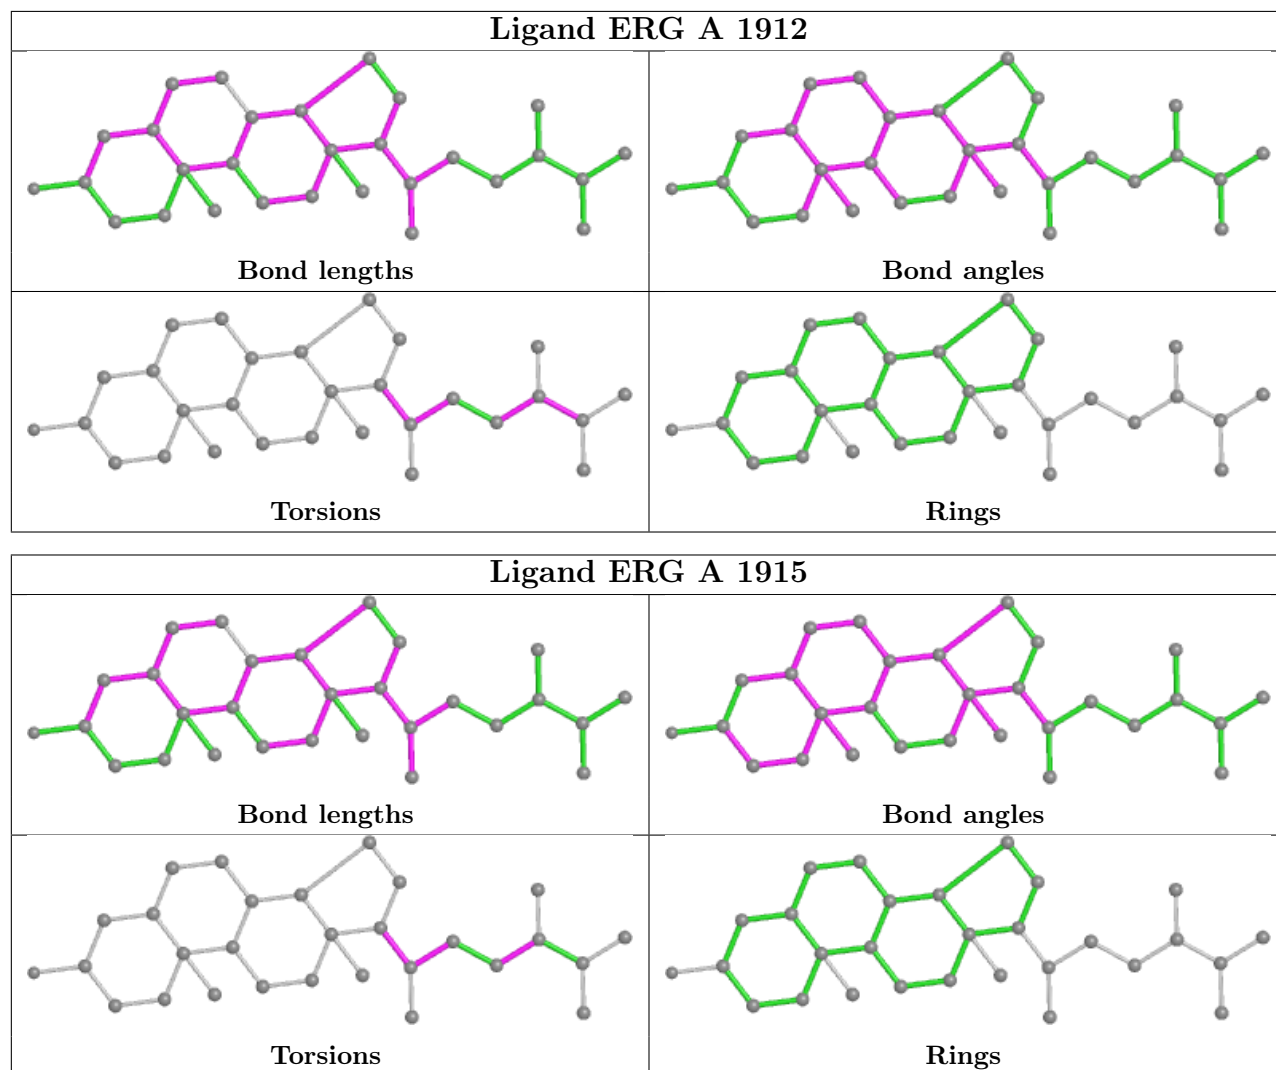 Ligand ERG A 1912
Bond lengths
Bond angles
Torsions
Rings
Ligand ERG A 1915
Bond lengths
Bond angles
Torsions
Rings